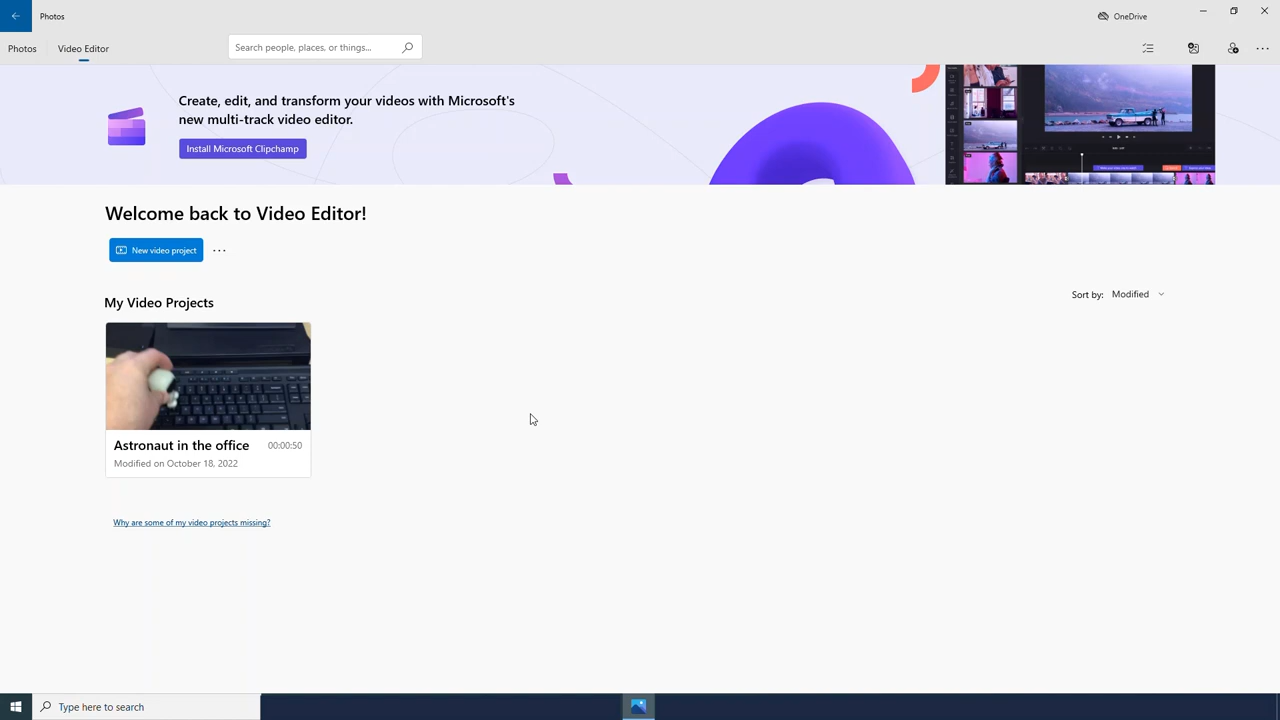 Photos
OneDrive
Photos
Video Editor
Search people, places, or things...
Create, edit, and transform your videos with Microsoft's
new multi-track video editor.
Install Microsoft Clipchamp
Welcome back to Video Editor!
New video project
My Video Projects
Sort by: Modified
Astronaut in the office 00:00:50
Modified on October 18, 2022
Why are some of my video projects missing?
Type here to search